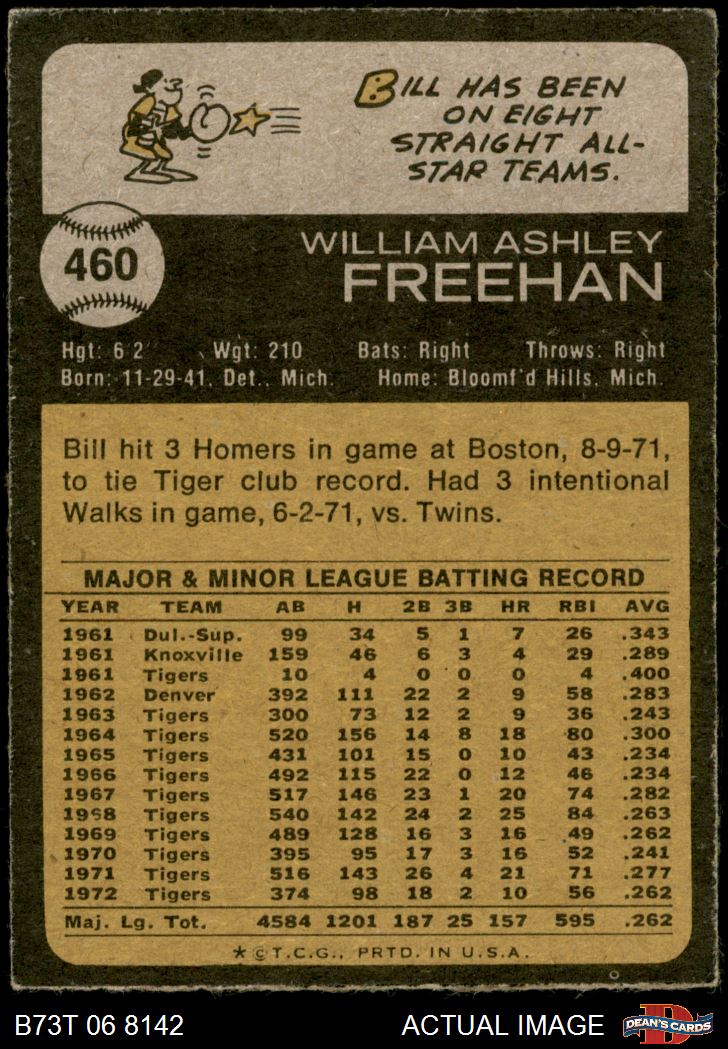 BILL HAS BEEN
ON EIGHT
STRAIGHT ALL-
STAR TEAMS.
460
WILLIAM ASHLEY
FREEHAN
Hgt: 6 2 Wgt: 210 Bats: Right Throws: Right
Born: 11-29-41, Det., Mich. Home: Bloomf'd Hills, Mich.
Bill hit 3 Homers in game at Boston, 8-9-71,
to tie Tiger club record. Had 3 intentional
Walks in game, 6-2-71, vs. Twins.
MAJOR & MINOR LEAGUE BATTING RECORD
YEAR TEAM AB H 2B 3B HR RBI AVG
1961 Dul.-Sup. 99 34 5 1 7 26 .343
1961 Knoxville 159 46 6 3 4 29 .289
1961 Tigers 10 4 0 0 0 4 .400
1962 Denver 392 111 22 2 9 58 .283
1963 Tigers 300 73 12 2 9 36 .243
1964 Tigers 520 156 14 8 18 80 .300
1965 Tigers 431 101 15 0 10 43 .234
1966 Tigers 492 115 22 0 12 46 .234
1967 Tigers 517 146 23 1 20 74 .282
1968 Tigers 540 142 24 2 25 84 .263
1969 Tigers 489 128 16 3 16 49 .262
1970 Tigers 395 95 17 3 16 52 .241
1971 Tigers 516 143 26 4 21 71 .277
1972 Tigers 374 98 18 2 10 56 .262
Maj. Lg. Tot. 4584 1201 187 25 157 595 .262
* © T.C.G., PRTD. IN U.S.A.
B73T 06 8142 ACTUAL IMAGE D DEAN'S CARDS